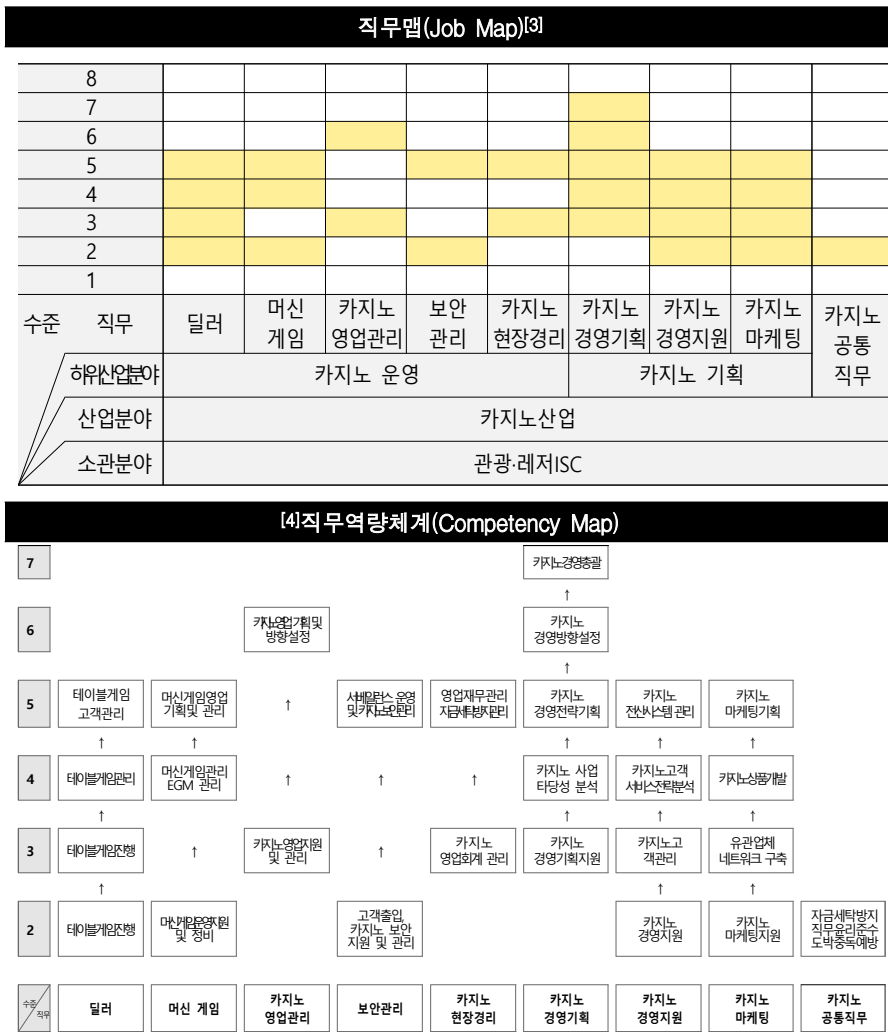 직무맵(Job Map)[3]
8
7
6
5
4
3
2
1
수준 직무 딜러 머신 게임 카지노 영업관리 보안 관리 카지노 현장경리 카지노 경영기획 카지노 경영지원 카지노 마케팅 카지노 공통 직무
하위산업분야 카지노 운영 카지노 기획
산업분야 카지노산업
소관분야 관광·레저ISC
[4]직무역량체계(Competency Map)
7 카지노경영총괄
↑
6 카지노영업기획및 방향설정 카지노 경영방향설정
↑
5 테이블게임 고객관리 머신게임영업 기획및 관리 ↑ 서베일런스 운영 및카지노보안관리 영업재무관리 자금세탁방지관리 카지노 경영전략기획 카지노 전산시스템 관리 카지노 마케팅기획
↑ ↑ ↑ ↑ ↑
4 테이블게임관리 머신게임관리 EGM 관리 ↑ ↑ ↑ 카지노 사업 타당성 분석 카지노고객 서비스전략분석 카지노상품개발
↑ ↑ ↑ ↑
3 테이블게임진행 ↑ 카지노영업지원 및 관리 ↑ 카지노 영업회계 관리 카지노 경영기획지원 카지노고 객관리 유관업체 네트워크 구축
↑ ↑ ↑
2 테이블게임진행 머신게임운영지원 및 정비 고객출입, 카지노 보안 지원 및 관리 카지노 경영지원 카지노 마케팅지원 자금세탁방지 직무윤리준수 도박중독예방
수준 직무 딜러 머신 게임 카지노 영업관리 보안관리 카지노 현장경리 카지노 경영기획 카지노 경영지원 카지노 마케팅 카지노 공통직무